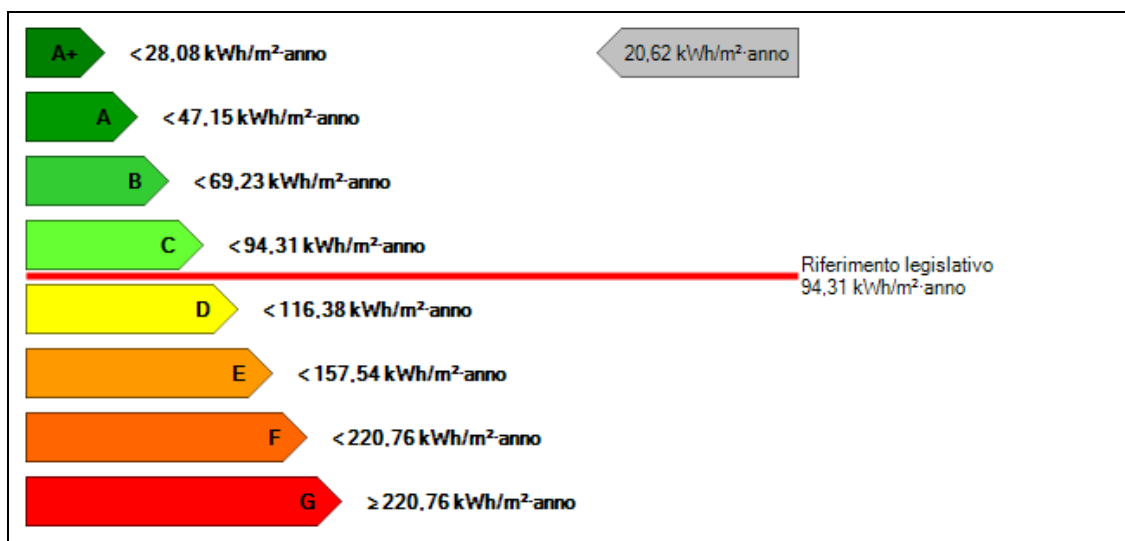 A+ < 28,08 kWh/m²·anno 20,62 kWh/m²·anno
A < 47,15 kWh/m²·anno
B < 69,23 kWh/m²·anno
C < 94,31 kWh/m²·anno
Riferimento legislativo
94,31 kWh/m²·anno
D < 116,38 kWh/m²·anno
E < 157,54 kWh/m²·anno
F < 220,76 kWh/m²·anno
G ≥ 220,76 kWh/m²·anno